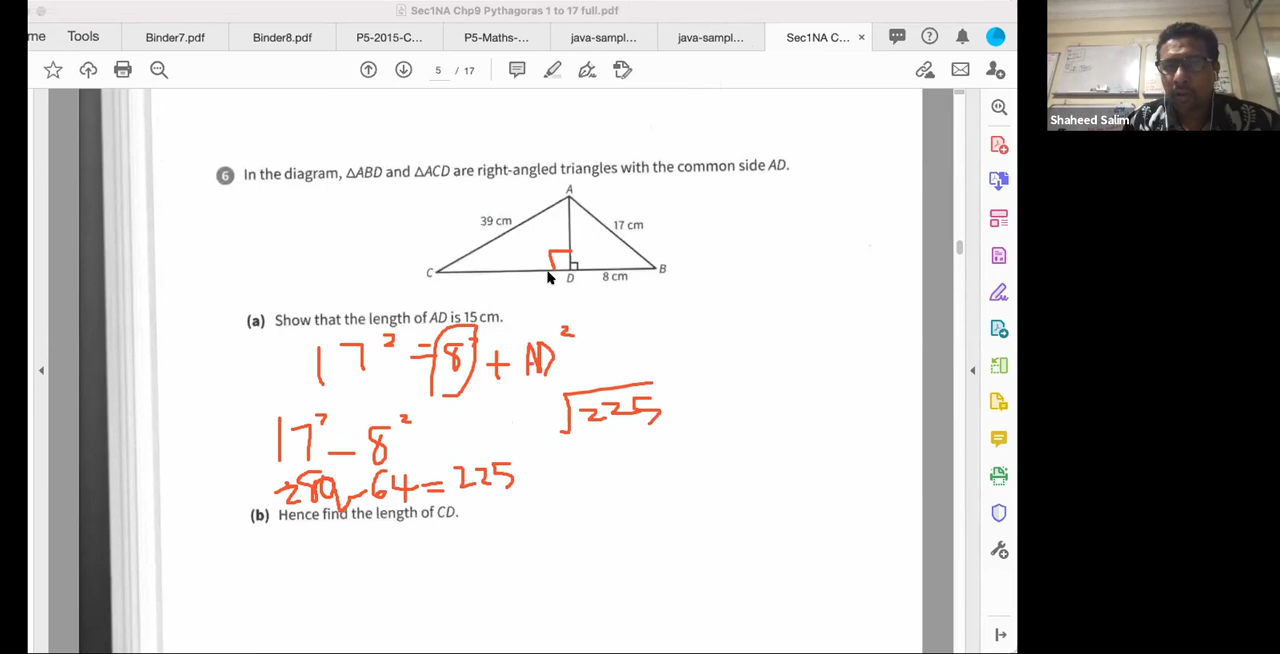 Sec1NA Chp9 Pythagoras 1 to 17 full.pdf
me Tools Binder7.pdf Binder8.pdf P5-2015-C... P5-Maths-... java-sampl... java-sampl... Sec1NA C... ×
5 / 17
Shaheed Salim
6 In the diagram, △ABD and △ACD are right-angled triangles with the common side AD.
A
39 cm 17 cm
C D 8 cm B
(a) Show that the length of AD is 15 cm.
17² = 8² + AD²
√225
17² – 8²
289 – 64 = 225
(b) Hence find the length of CD.